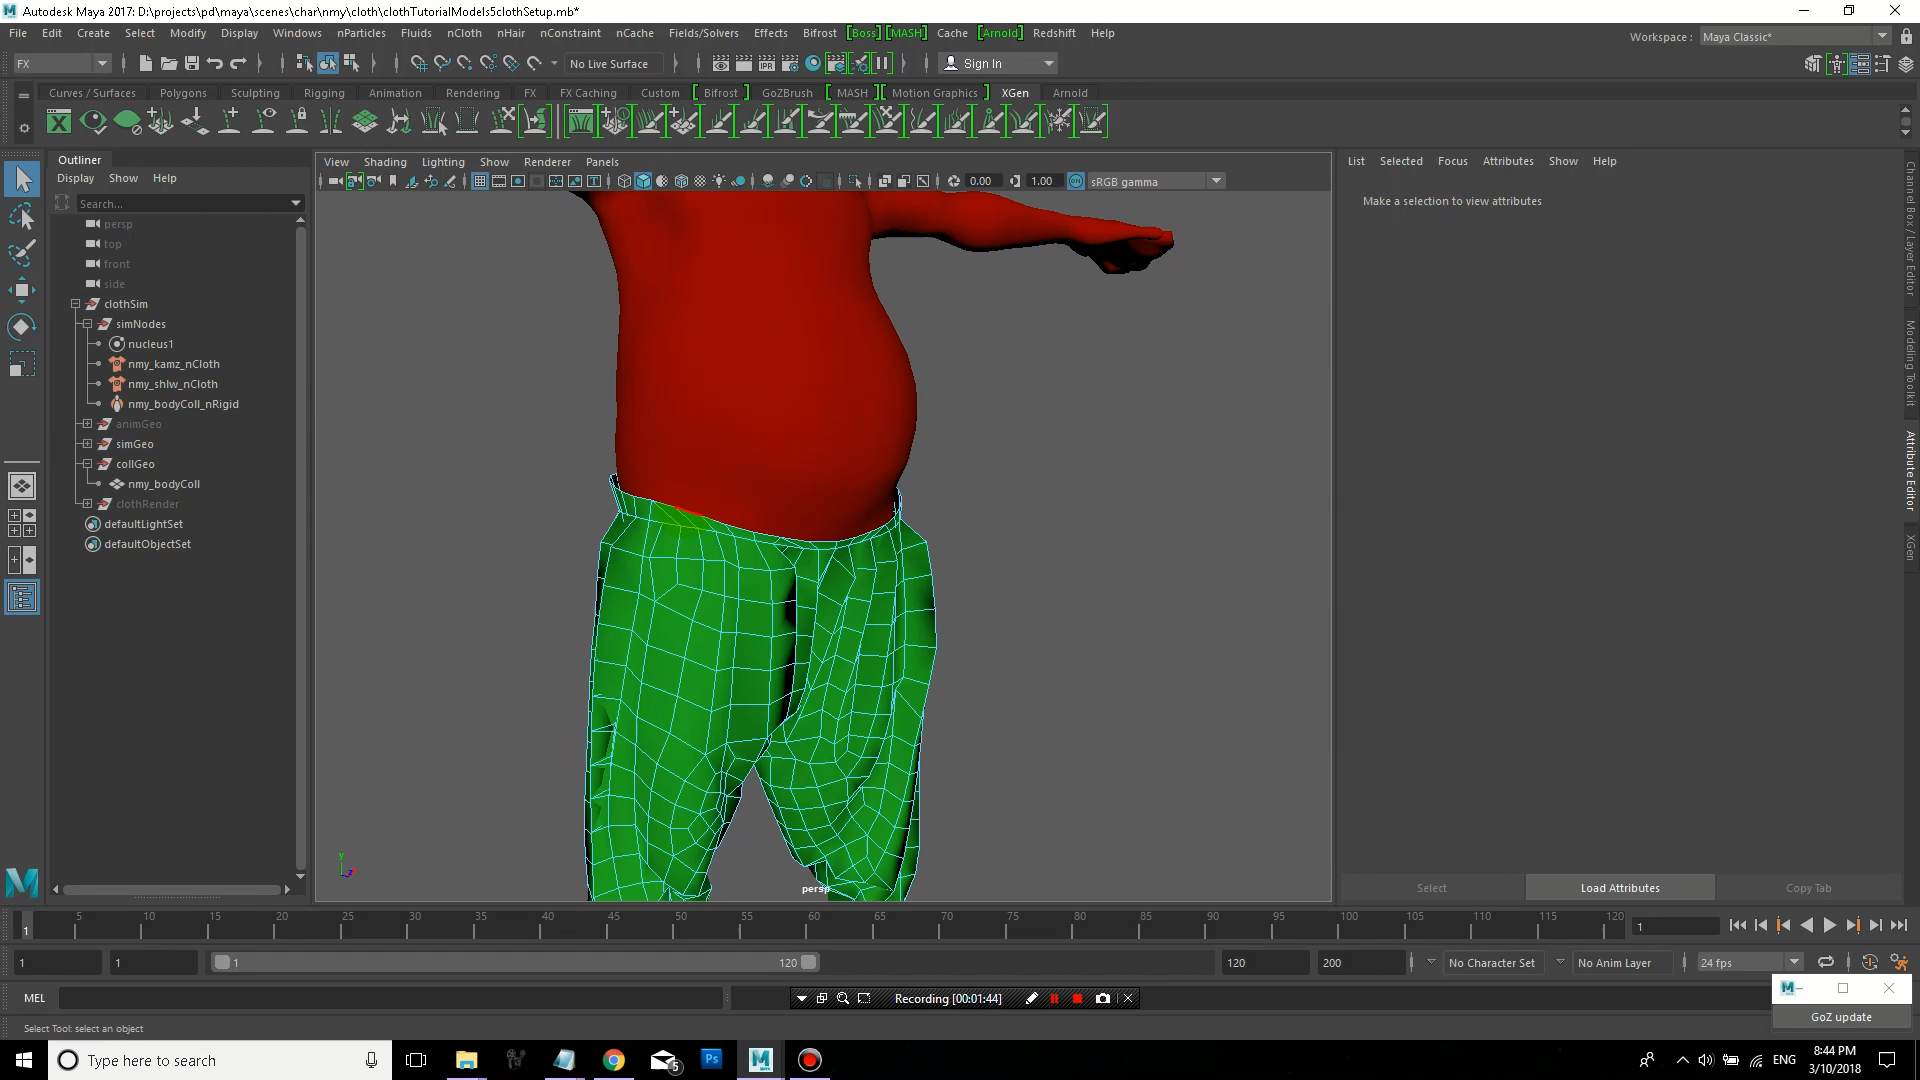 Autodesk Maya 2017: D:\projects\pd\maya\scenes\char\nmy\cloth\clothTutorialModels5clothSetup.mb*
File Edit Create Select Modify Display Windows nParticles Fluids nCloth nHair nConstraint nCache Fields/Solvers Effects Bifrost [Boss] [MASH] Cache [Arnold] Redshift Help
Workspace : Maya Classic*
FX No Live Surface Sign In
Curves / Surfaces Polygons Sculpting Rigging Animation Rendering FX FX Caching Custom [ Bifrost ] GoZBrush [ MASH ] [ Motion Graphics ] XGen Arnold
Outliner
Display Show Help
Search...
persp
top
front
side
clothSim
simNodes
nucleus1
nmy_kamz_nCloth
nmy_shlw_nCloth
nmy_bodyColl_nRigid
animGeo
simGeo
collGeo
nmy_bodyColl
clothRender
defaultLightSet
defaultObjectSet
View Shading Lighting Show Renderer Panels
0.00 1.00 ON sRGB gamma
y
z
persp
List Selected Focus Attributes Show Help
Make a selection to view attributes
Select Load Attributes Copy Tab
Channel Box / Layer Editor
Modeling Toolkit
Attribute Editor
XGen
5 10 15 20 25 30 35 40 45 50 55 60 65 70 75 80 85 90 95 100 105 110 115 120
1 1
1 1 1 120 120 200 No Character Set No Anim Layer 24 fps
MEL
Recording [00:01:44]
GoZ update
Select Tool: select an object
Type here to search
5
Ps
ENG
8:44 PM
3/10/2018